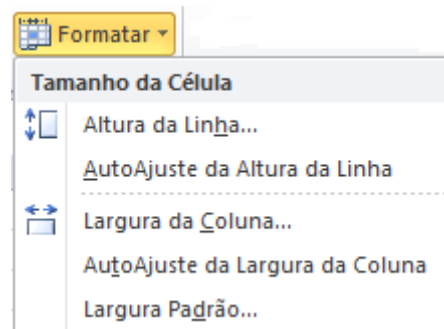 Formatar
Tamanho da Célula
Altura da Linha...
AutoAjuste da Altura da Linha
Largura da Coluna...
AutoAjuste da Largura da Coluna
Largura Padrão...